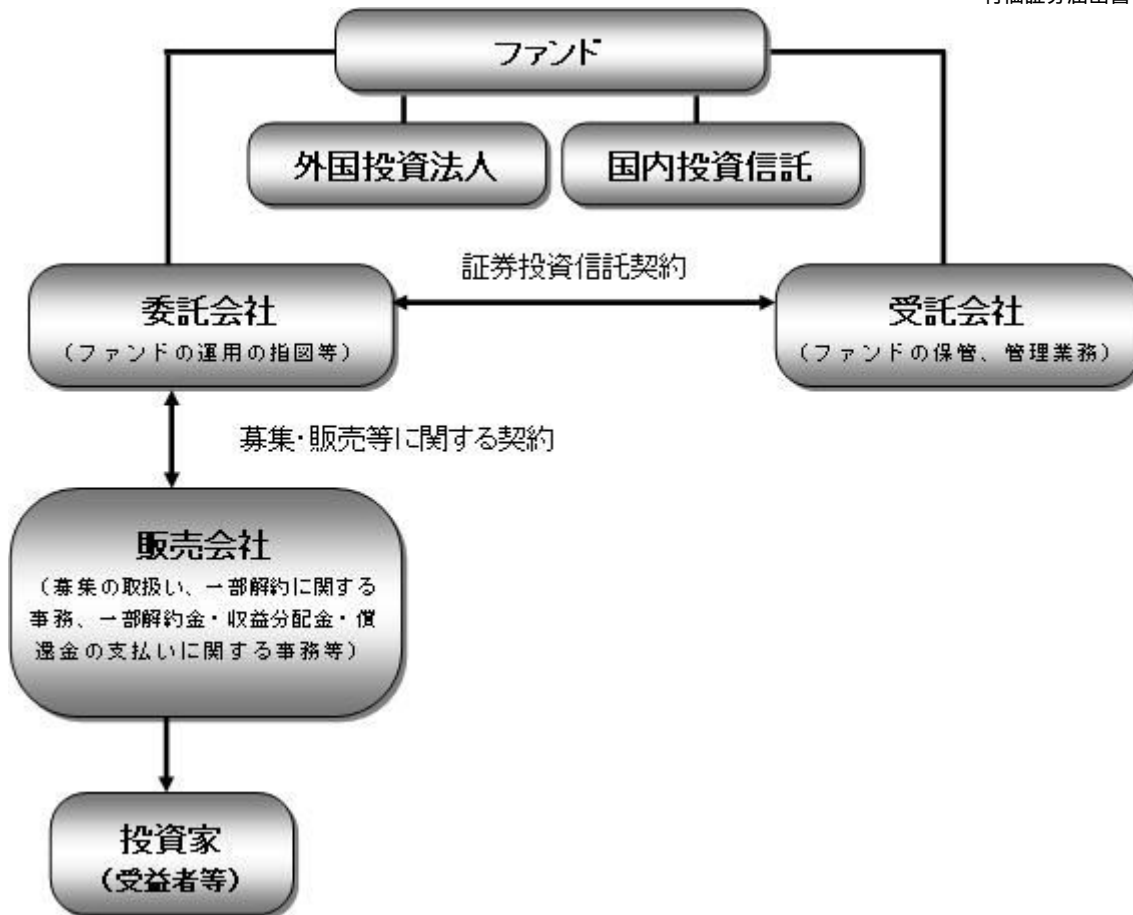 ファンド
外国投資法人
国内投資信託
証券投資信託契約
委託会社
(ファンドの運用の指図等)
受託会社
(ファンドの保管、管理業務)
募集・販売等に関する契約
販売会社
(募集の取扱い、一部解約に関する
事務、一部解約金・収益分配金・償
還金の支払いに関する事務等)
投資家
(受益者等)